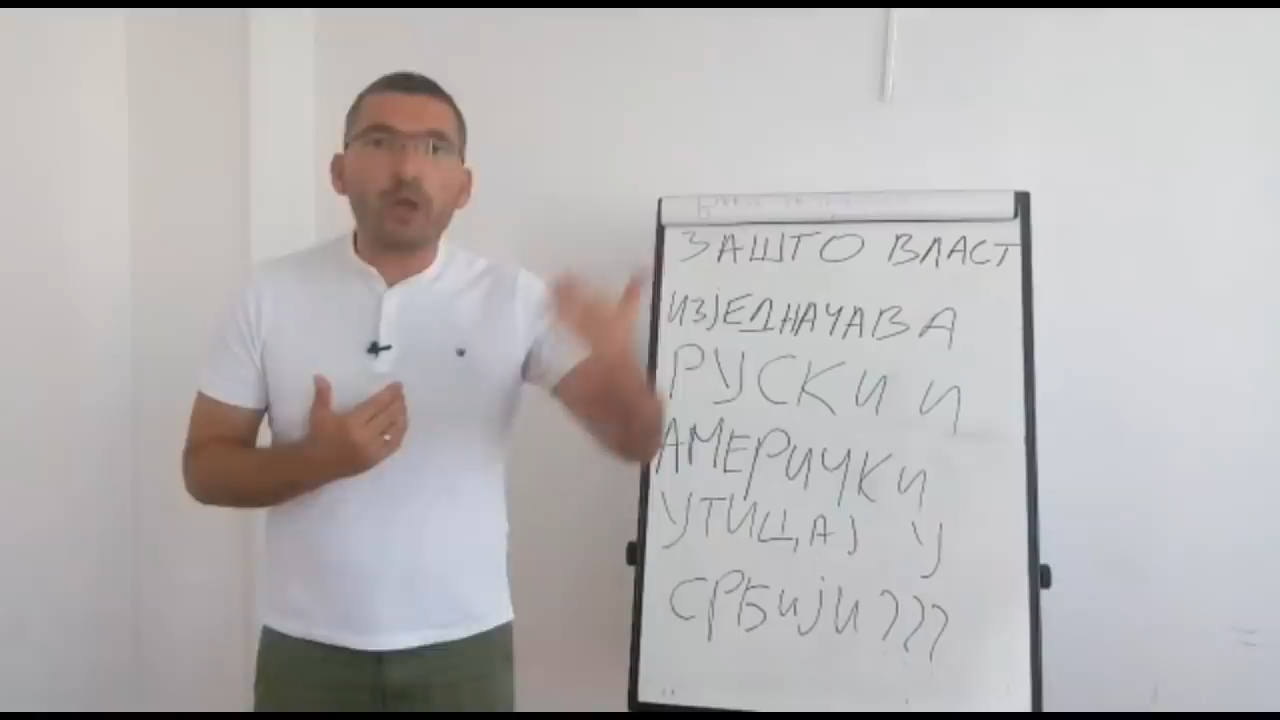 ЗАШТО ВЛАСТ
ИЗЈЕДНАЧАВА
РУСКИ И
АМЕРИЧКИ
УТИЦАЈ У
СРБИЈИ???